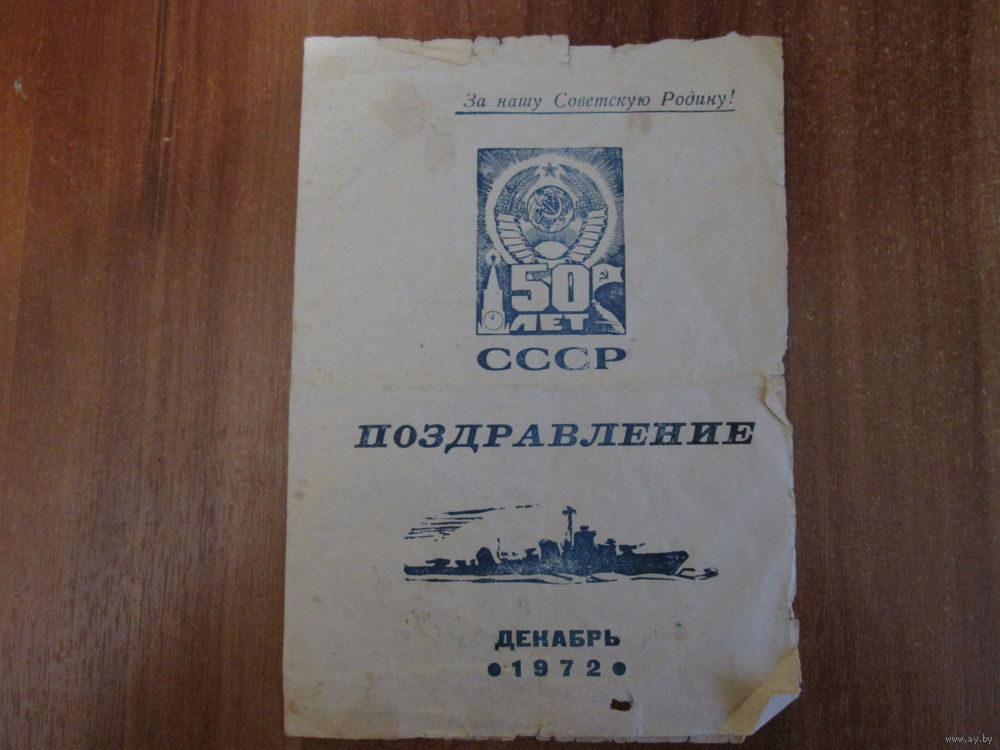 За нашу Советскую Родину!
50
ЛЕТ
СССР
ПОЗДРАВЛЕНИЕ
ДЕКАБРЬ
•1972•
www.ay.by